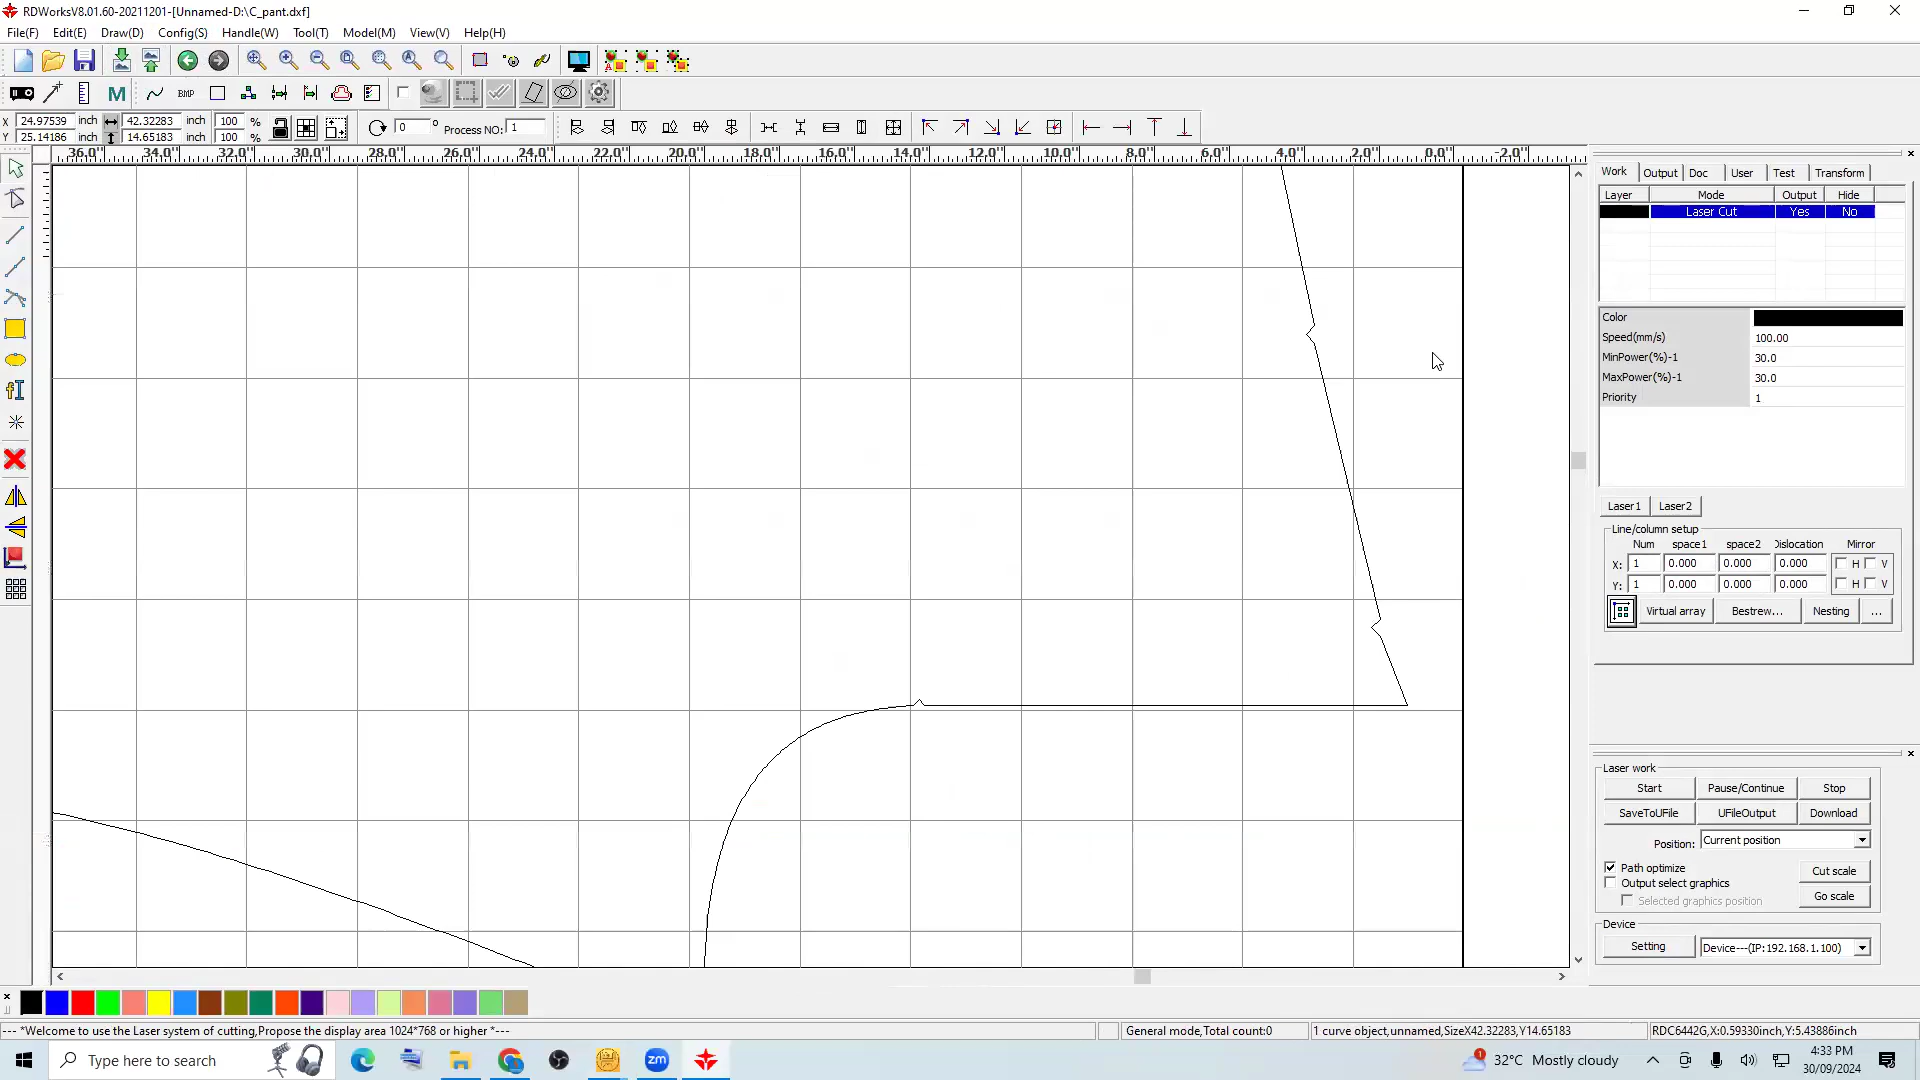 RDWorksV8.01.60-20211201-[Unnamed-D:\C_pant.dxf]
File(F) Edit(E) Draw(D) Config(S) Handle(W) Tool(T) Model(M) View(V) Help(H)
BMP
X 24.97539 inch 42.32283 inch 100 %
Y 25.14186 inch 14.65183 inch 100 %
0 ° Process NO: 1
36.0" 34.0" 32.0" 30.0" 28.0" 26.0" 24.0" 22.0" 20.0" 18.0" 16.0" 14.0" 12.0" 10.0" 8.0" 6.0" 4.0" 2.0" 0.0" -2.0"
Work Output Doc User Test Transform
Layer Mode Output Hide
Laser Cut Yes No
Color
Speed(mm/s) 100.00
MinPower(%)-1 30.0
MaxPower(%)-1 30.0
Priority 1
Laser1 Laser2
Line/column setup
Num space1 space2 Dislocation Mirror
X: 1 0.000 0.000 0.000 H V
Y: 1 0.000 0.000 0.000 H V
Virtual array Bestrew... Nesting ...
Laser work
Start Pause/Continue Stop
SaveToUFile UFileOutput Download
Position: Current position
Path optimize Cut scale
Output select graphics
Selected graphics position Go scale
Device
Setting Device---(IP:192.168.1.100)
--- *Welcome to use the Laser system of cutting,Propose the display area 1024*768 or higher *---
General mode,Total count:0
1 curve object,unnamed,SizeX42.32283,Y14.65183
RDC6442G,X:0.59330inch,Y:5.43886inch
Type here to search
zm
1
32°C Mostly cloudy
4:33 PM
30/09/2024